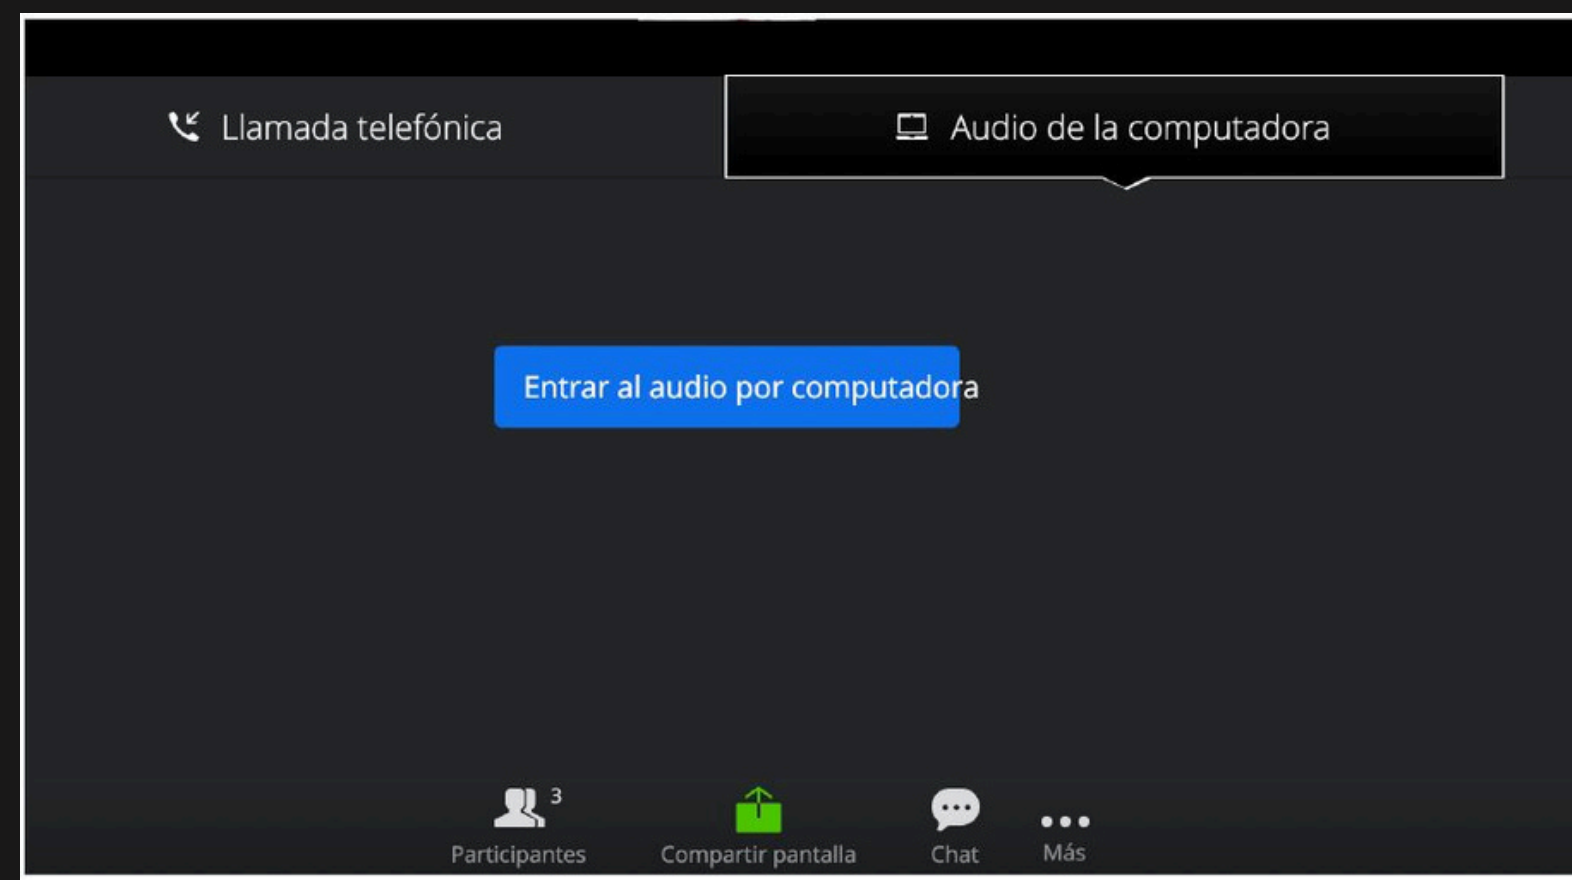 Llamada telefónica
Audio de la computadora
Entrar al audio por computadora
3
Participantes
Compartir pantalla
Chat
Más